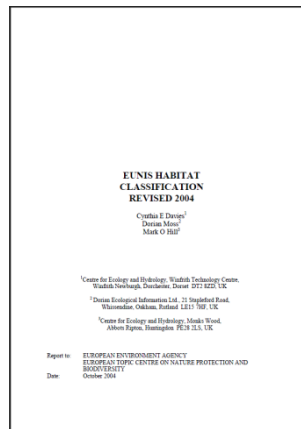 EUNIS HABITAT
CLASSIFICATION
REVISED 2004
Cynthia E Davies¹
Dorian Moss²
Mark O Hill³
¹Centre for Ecology and Hydrology, Winfrith Technology Centre,
Winfrith Newburgh, Dorchester, Dorset DT2 8ZD, UK
²Dorian Ecological Information Ltd., 21 Stapleford Road,
Whissendine, Oakham, Rutland LE15 7HF, UK
³Centre for Ecology and Hydrology, Monks Wood,
Abbots Ripton, Huntingdon PE28 2LS, UK
Report to: EUROPEAN ENVIRONMENT AGENCY
EUROPEAN TOPIC CENTRE ON NATURE PROTECTION AND
BIODIVERSITY
Date: October 2004